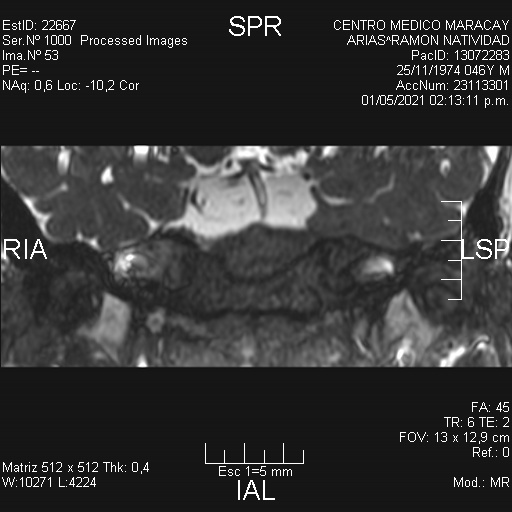 EstID: 22667
Ser.Nº 1000  Processed Images
Ima.Nº 53
PE= --
NAq: 0,6 Loc: -10,2 Cor
SPR
CENTRO MEDICO MARACAY
ARIAS^RAMON NATIVIDAD
PacID: 13072283
25/11/1974 046Y M
AccNum: 23113301
01/05/2021 02:13:11 p.m.
RIA
LSP
FA: 45
TR: 6 TE: 2
FOV: 13 x 12,9 cm
Ref.: 0
Mod.: MR
Matriz 512 x 512 Thk: 0,4
W:10271 L:4224
Esc 1=5 mm
IAL